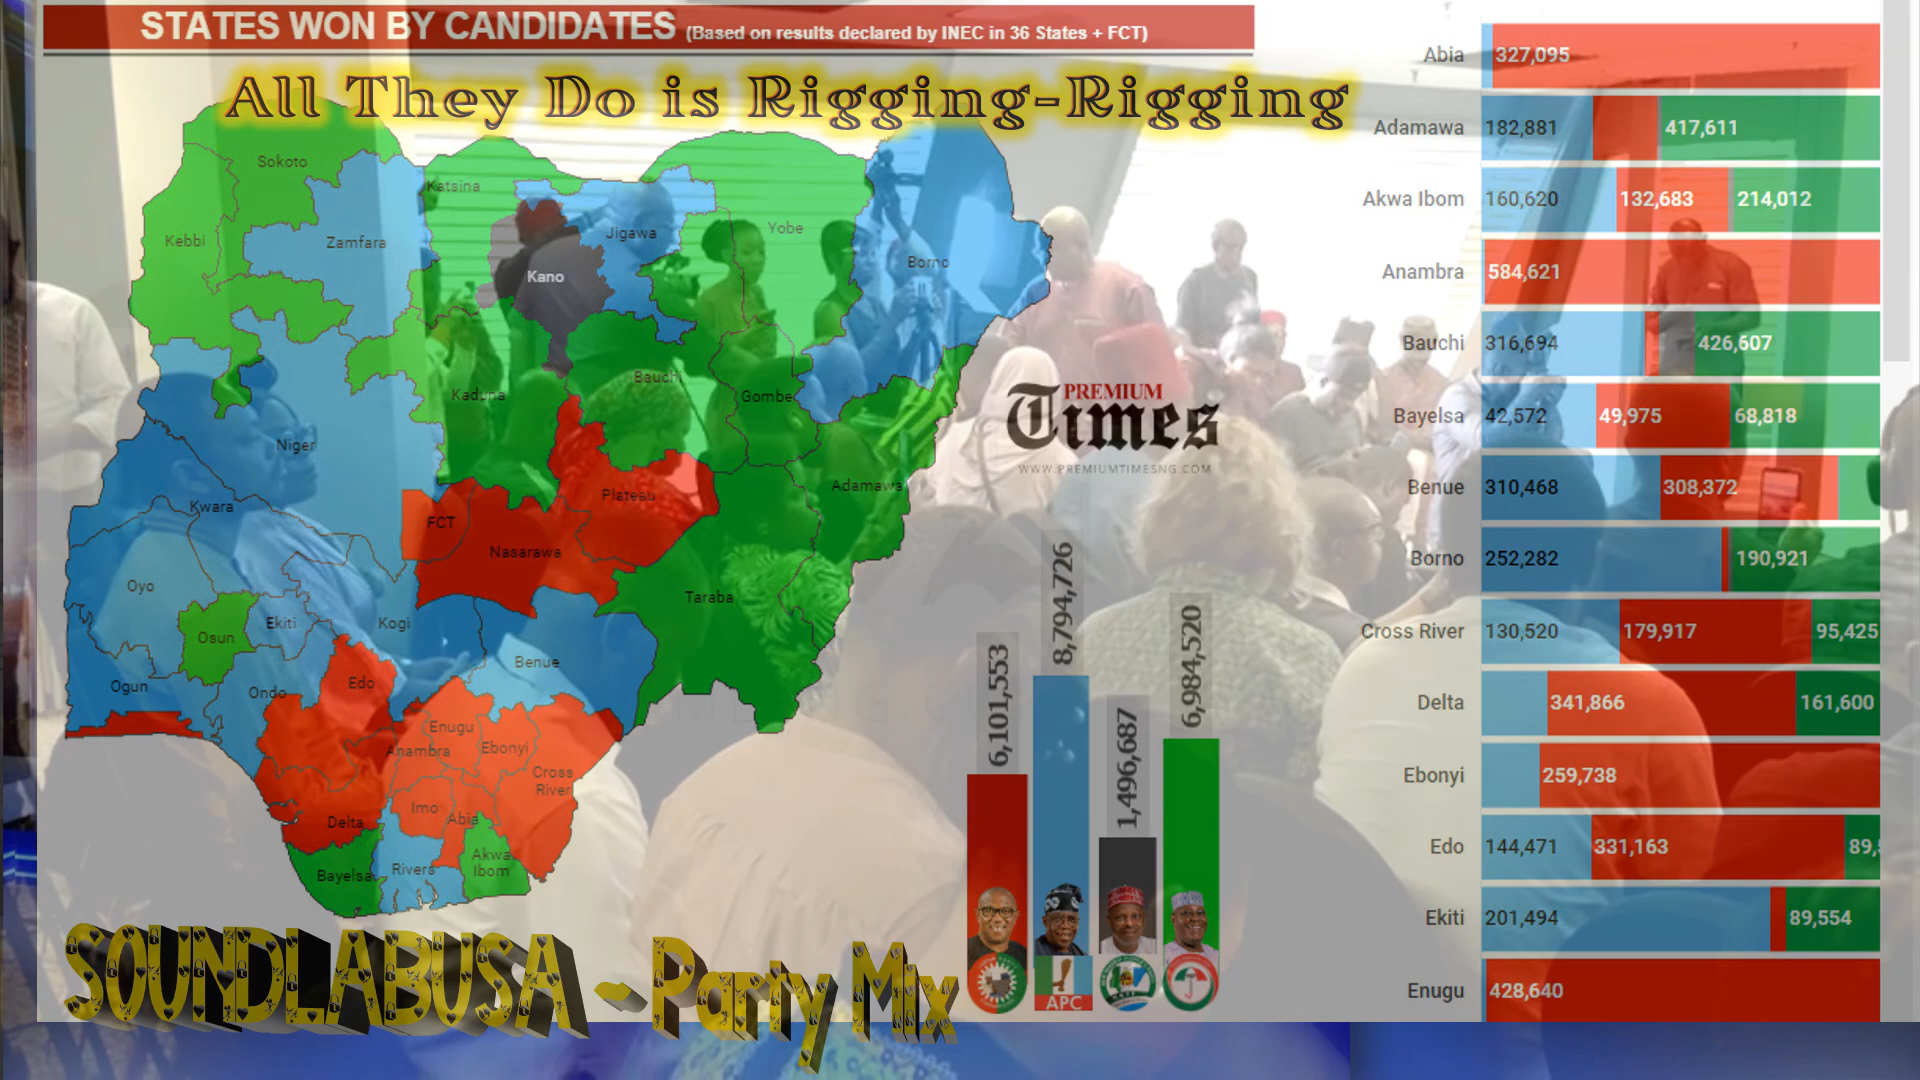 STATES WON BY CANDIDATES (Based on results declared by INEC in 36 States + FCT)
All They Do is Rigging-Rigging
Sokoto
Katsina
Kebbi
Zamfara
Jigawa
Yobe
Kano
Borno
Kaduna
Bauchi
Gombe
Niger
Kwara
FCT
Plateau
Adamawa
Nasarawa
Oyo
Osun
Ekiti
Kogi
Taraba
Benue
Ogun
Ondo
Edo
Enugu
Anambra
Ebonyi
Cross
River
Imo
Abia
Delta
Akwa
Ibom
Bayelsa
Rivers
PREMIUM
Times
WWW.PREMIUMTIMESNG.COM
6,101,553
8,794,726
1,496,687
6,984,520
APC
Abia 327,095
Adamawa 182,881 417,611
Akwa Ibom 160,620 132,683 214,012
Anambra 584,621
Bauchi 316,694 426,607
Bayelsa 42,572 49,975 68,818
Benue 310,468 308,372
Borno 252,282 190,921
Cross River 130,520 179,917 95,425
Delta 341,866 161,600
Ebonyi 259,738
Edo 144,471 331,163 89,
Ekiti 201,494 89,554
Enugu 428,640
SOUNDLABUSA - Party Mix